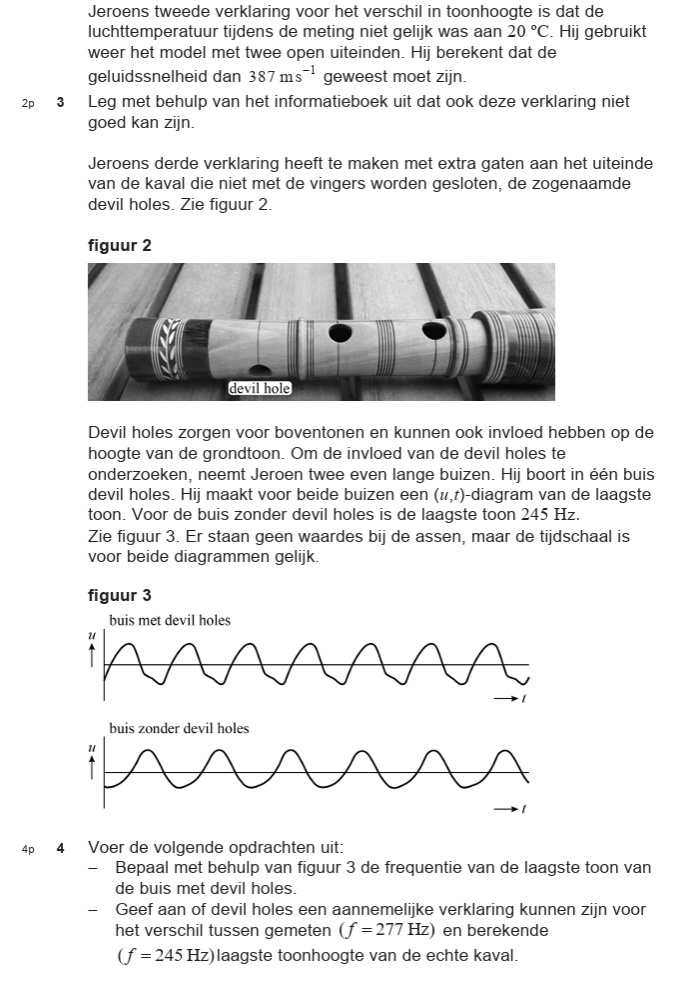 Jeroens tweede verklaring voor het verschil in toonhoogte is dat de
luchttemperatuur tijdens de meting niet gelijk was aan 20 °C. Hij gebruikt
weer het model met twee open uiteinden. Hij berekent dat de
geluidssnelheid dan 387 m s⁻¹ geweest moet zijn.
2p 3 Leg met behulp van het informatieboek uit dat ook deze verklaring niet
goed kan zijn.
Jeroens derde verklaring heeft te maken met extra gaten aan het uiteinde
van de kaval die niet met de vingers worden gesloten, de zogenaamde
devil holes. Zie figuur 2.
figuur 2
devil hole
Devil holes zorgen voor boventonen en kunnen ook invloed hebben op de
hoogte van de grondtoon. Om de invloed van de devil holes te
onderzoeken, neemt Jeroen twee even lange buizen. Hij boort in één buis
devil holes. Hij maakt voor beide buizen een (u,t)-diagram van de laagste
toon. Voor de buis zonder devil holes is de laagste toon 245 Hz.
Zie figuur 3. Er staan geen waardes bij de assen, maar de tijdschaal is
voor beide diagrammen gelijk.
figuur 3
buis met devil holes
u
t
buis zonder devil holes
u
t
4p 4 Voer de volgende opdrachten uit:
– Bepaal met behulp van figuur 3 de frequentie van de laagste toon van
de buis met devil holes.
– Geef aan of devil holes een aannemelijke verklaring kunnen zijn voor
het verschil tussen gemeten (f = 277 Hz) en berekende
(f = 245 Hz)laagste toonhoogte van de echte kaval.